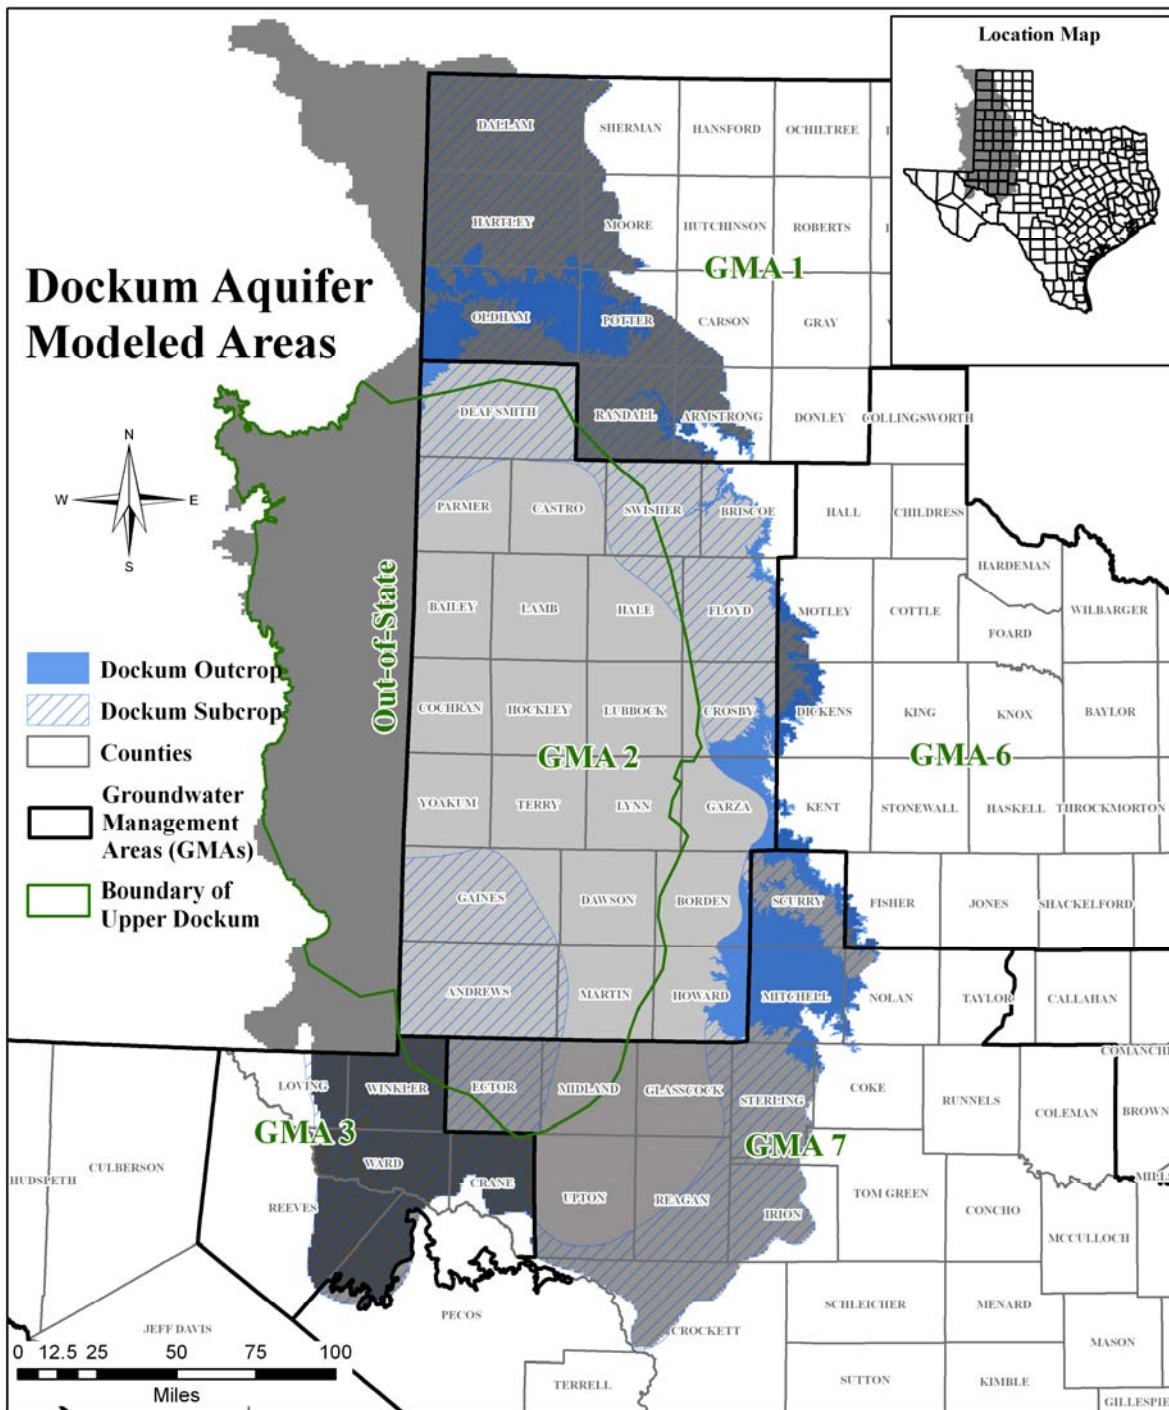 Location Map
DALLAM
SHERMAN
HANSFORD
OCHILTREE
HARTLEY
MOORE
HUTCHINSON
ROBERTS
GMA 1
Dockum Aquifer
Modeled Areas
OLDHAM
POTTER
CARSON
GRAY
DEAF SMITH
RANDALL
ARMSTRONG
DONLEY
COLLINGSWORTH
N
W
E
S
PARMER
CASTRO
SWISHER
BRISCOE
HALL
CHILDRESS
HARDEMAN
Out-of-State
BAILEY
LAMB
HALE
FLOYD
MOTLEY
COTTLE
WILBARGER
FOARD
Dockum Outcrop
Dockum Subcrop
Counties
Groundwater
Management
Areas (GMAs)
Boundary of
Upper Dockum
COCHRAN
HOCKLEY
LUBBOCK
CROSBY
DICKENS
KING
KNOX
BAYLOR
GMA 2
GMA 6
YOAKUM
TERRY
LYNN
GARZA
KENT
STONEWALL
HASKELL
THROCKMORTON
GAINES
DAWSON
BORDEN
SCURRY
FISHER
JONES
SHACKELFORD
ANDREWS
MARTIN
HOWARD
MITCHELL
NOLAN
TAYLOR
CALLAHAN
COMANCHE
LOVING
WINKLER
ECTOR
MIDLAND
GLASSCOCK
STERLING
COKE
RUNNELS
COLEMAN
BROWN
GMA 3
GMA 7
HUDSPETH
CULBERSON
REEVES
WARD
CRANE
UPTON
REAGAN
IRION
TOM GREEN
CONCHO
MCCULLOCH
MILLS
JEFF DAVIS
PECOS
CROCKETT
SCHLEICHER
MENARD
MASON
TERRELL
SUTTON
KIMBLE
GILLESPIE
0 12.5 25 50 75 100
Miles